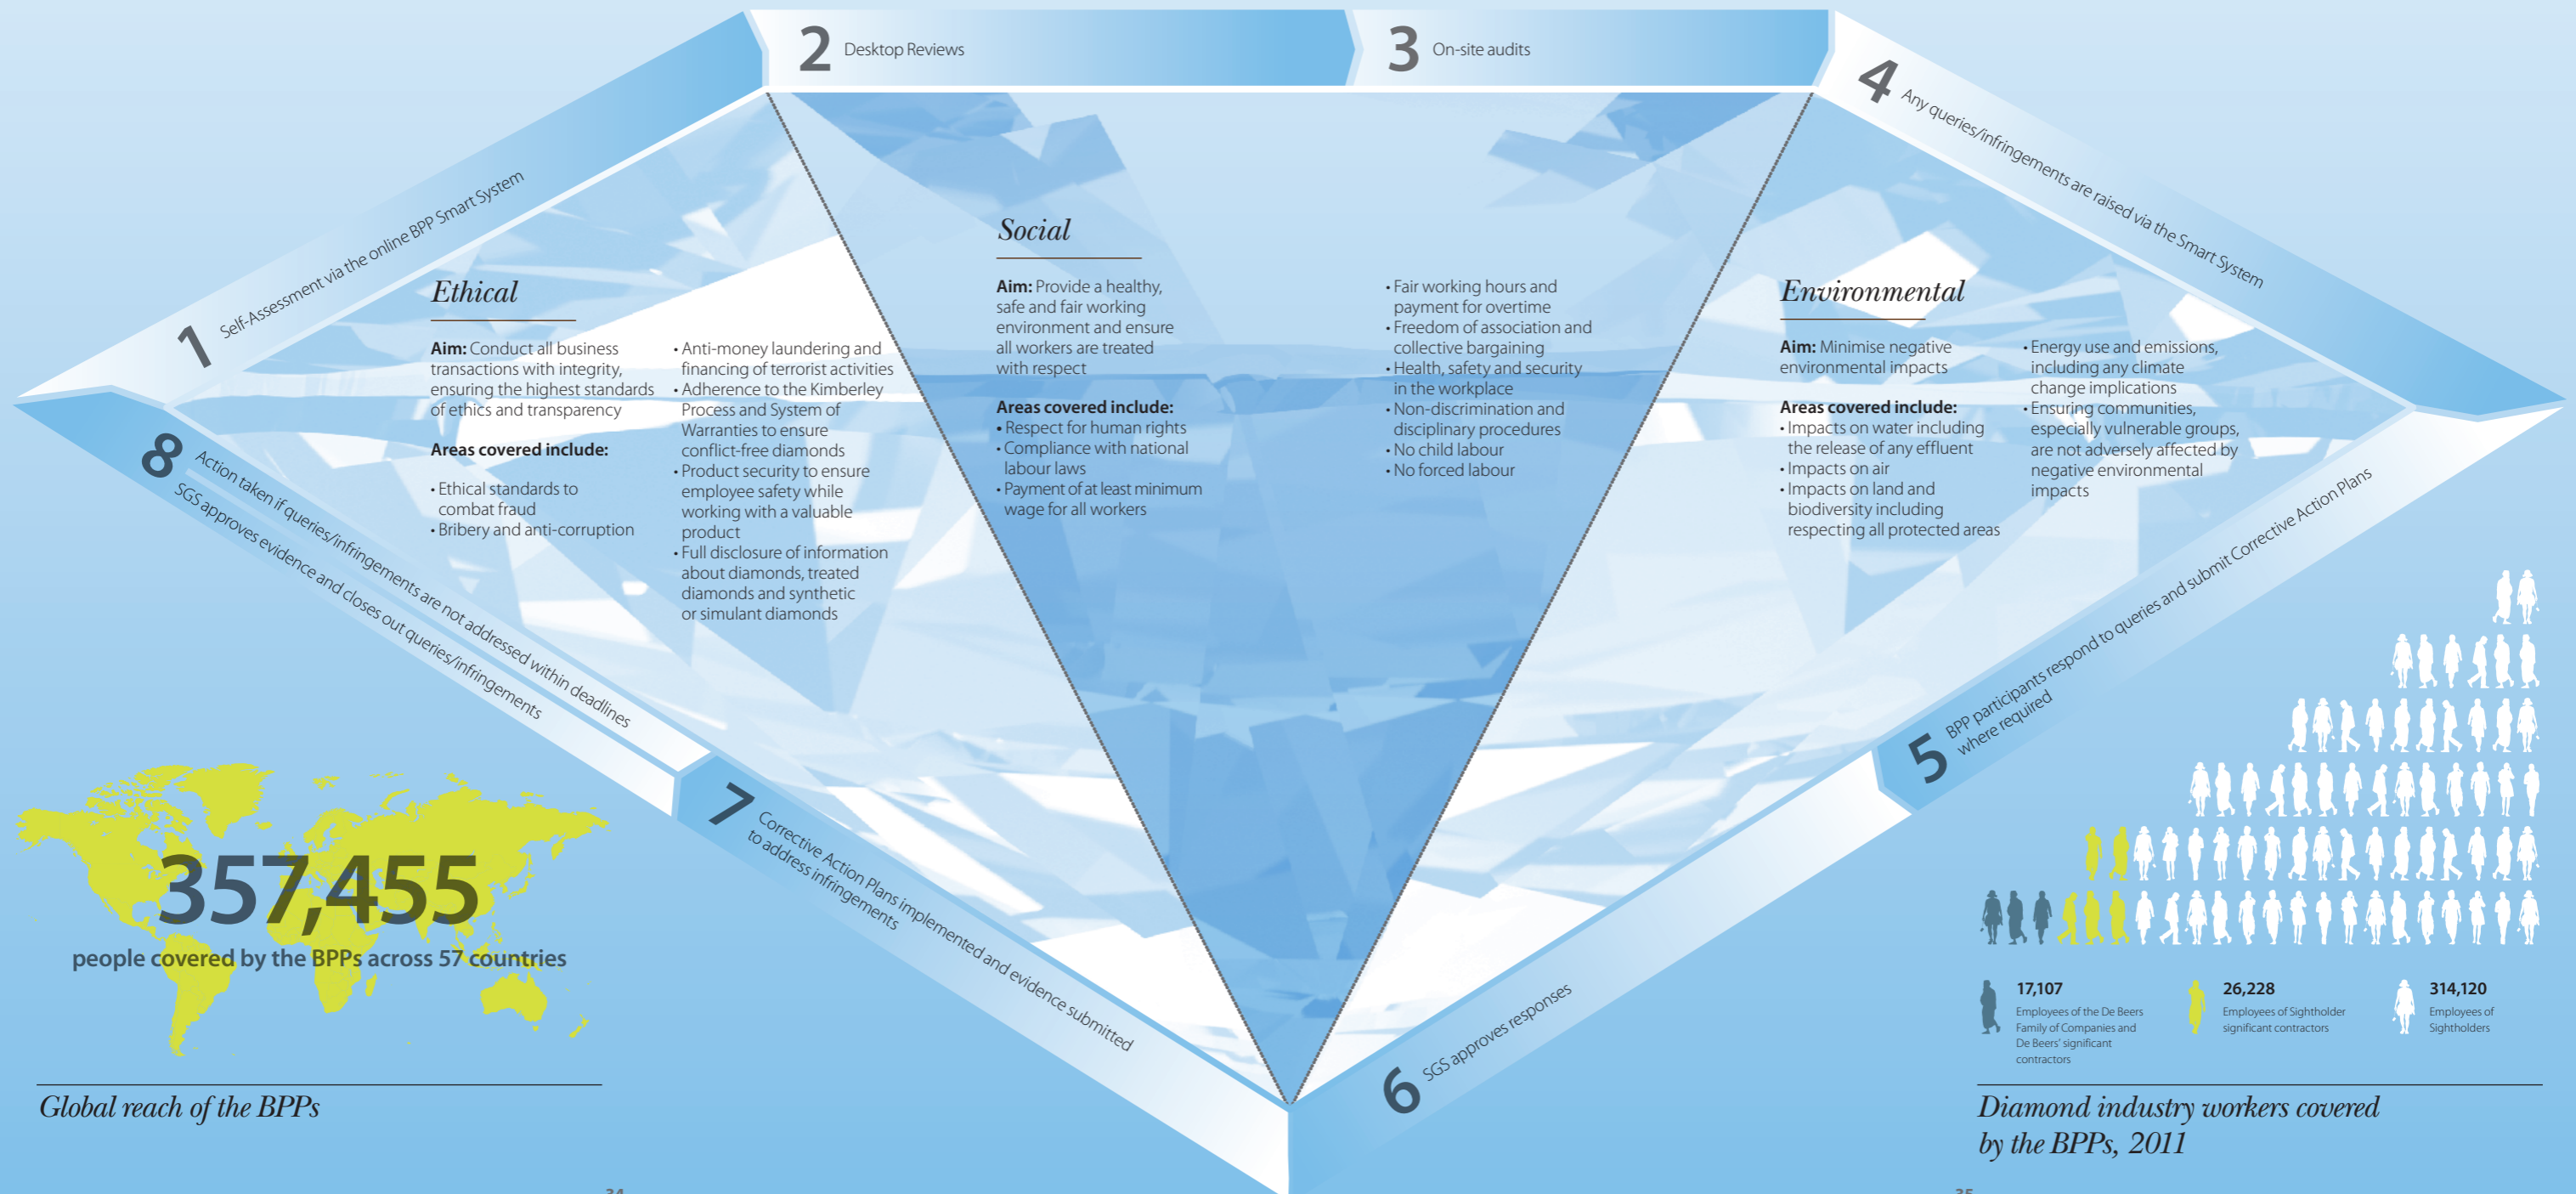 1 Self-Assessment via the online BPP Smart System
2 Desktop Reviews
3 On-site audits
4 Any queries/infringements are raised via the Smart System
5 BPP participants respond to queries and submit Corrective Action Plans
where required
6 SGS approves responses
7 Corrective Action Plans implemented and evidence submitted
to address infringements
8 Action taken if queries/infringements are not addressed within deadlines
SGS approves evidence and closes out queries/infringements
Ethical
Aim: Conduct all business
transactions with integrity,
ensuring the highest standards
of ethics and transparency
Areas covered include:
• Ethical standards to
combat fraud
• Bribery and anti-corruption
• Anti-money laundering and
financing of terrorist activities
• Adherence to the Kimberley
Process and System of
Warranties to ensure
conflict-free diamonds
• Product security to ensure
employee safety while
working with a valuable
product
• Full disclosure of information
about diamonds, treated
diamonds and synthetic
or simulant diamonds
Social
Aim: Provide a healthy,
safe and fair working
environment and ensure
all workers are treated
with respect
Areas covered include:
• Respect for human rights
• Compliance with national
labour laws
• Payment of at least minimum
wage for all workers
• Fair working hours and
payment for overtime
• Freedom of association and
collective bargaining
• Health, safety and security
in the workplace
• Non-discrimination and
disciplinary procedures
• No child labour
• No forced labour
Environmental
Aim: Minimise negative
environmental impacts
Areas covered include:
• Impacts on water including
the release of any effluent
• Impacts on air
• Impacts on land and
biodiversity including
respecting all protected areas
• Energy use and emissions,
including any climate
change implications
• Ensuring communities,
especially vulnerable groups,
are not adversely affected by
negative environmental
impacts
357,455
people covered by the BPPs across 57 countries
Global reach of the BPPs
17,107
Employees of the De Beers
Family of Companies and
De Beers' significant
contractors
26,228
Employees of Sightholder
significant contractors
314,120
Employees of
Sightholders
Diamond industry workers covered
by the BPPs, 2011
34
35